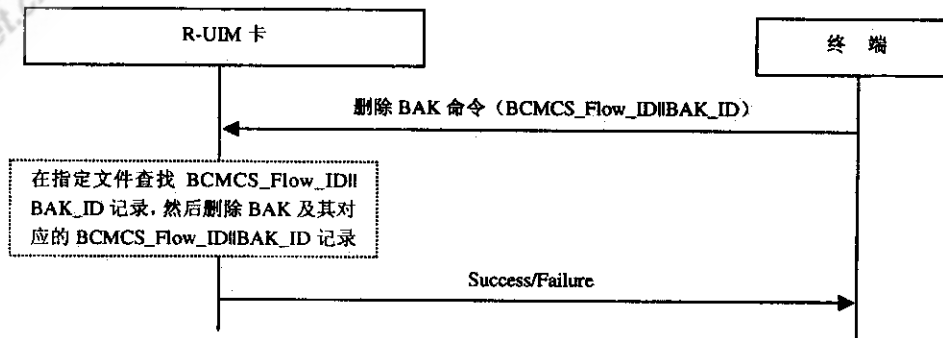 R-UIM 卡
终 端
删除 BAK 命令（BCMCS_Flow_ID||BAK_ID）
在指定文件查找 BCMCS_Flow_ID||
BAK_ID 记录，然后删除 BAK 及其对
应的 BCMCS_Flow_ID||BAK_ID 记录
Success/Failure